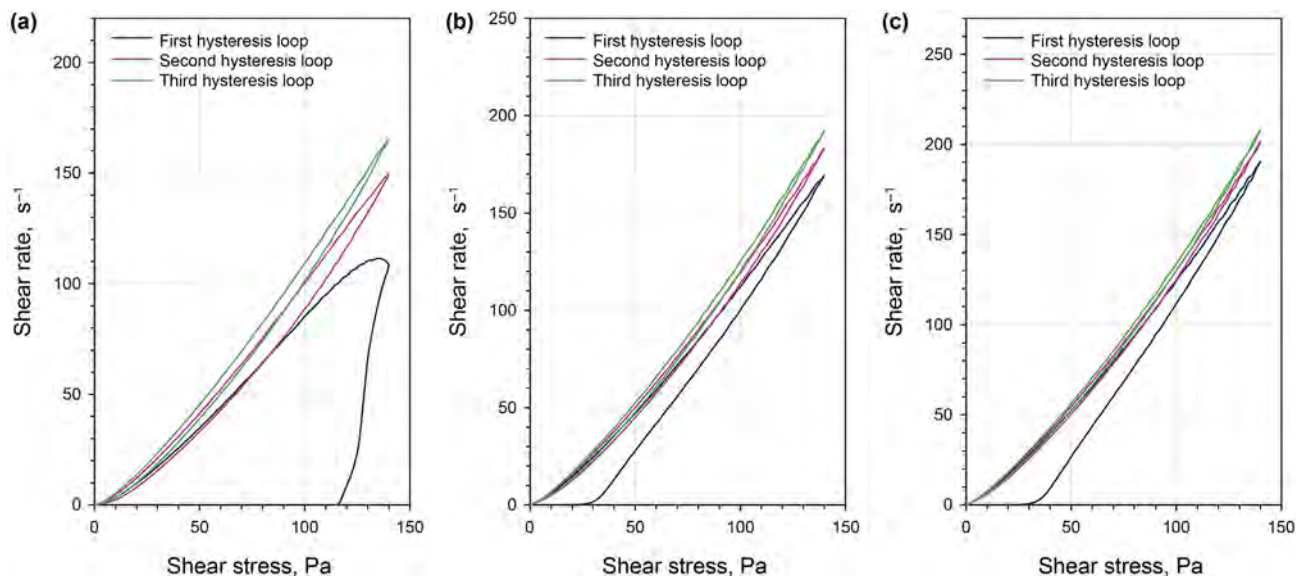 (a)
First hysteresis loop
Second hysteresis loop
Third hysteresis loop
200
150
100
50
0
Shear rate, s⁻¹
0 50 100 150
Shear stress, Pa
(b)
First hysteresis loop
Second hysteresis loop
Third hysteresis loop
250
200
150
100
50
0
Shear rate, s⁻¹
0 50 100 150
Shear stress, Pa
(c)
First hysteresis loop
Second hysteresis loop
Third hysteresis loop
250
200
150
100
50
0
Shear rate, s⁻¹
0 50 100 150
Shear stress, Pa